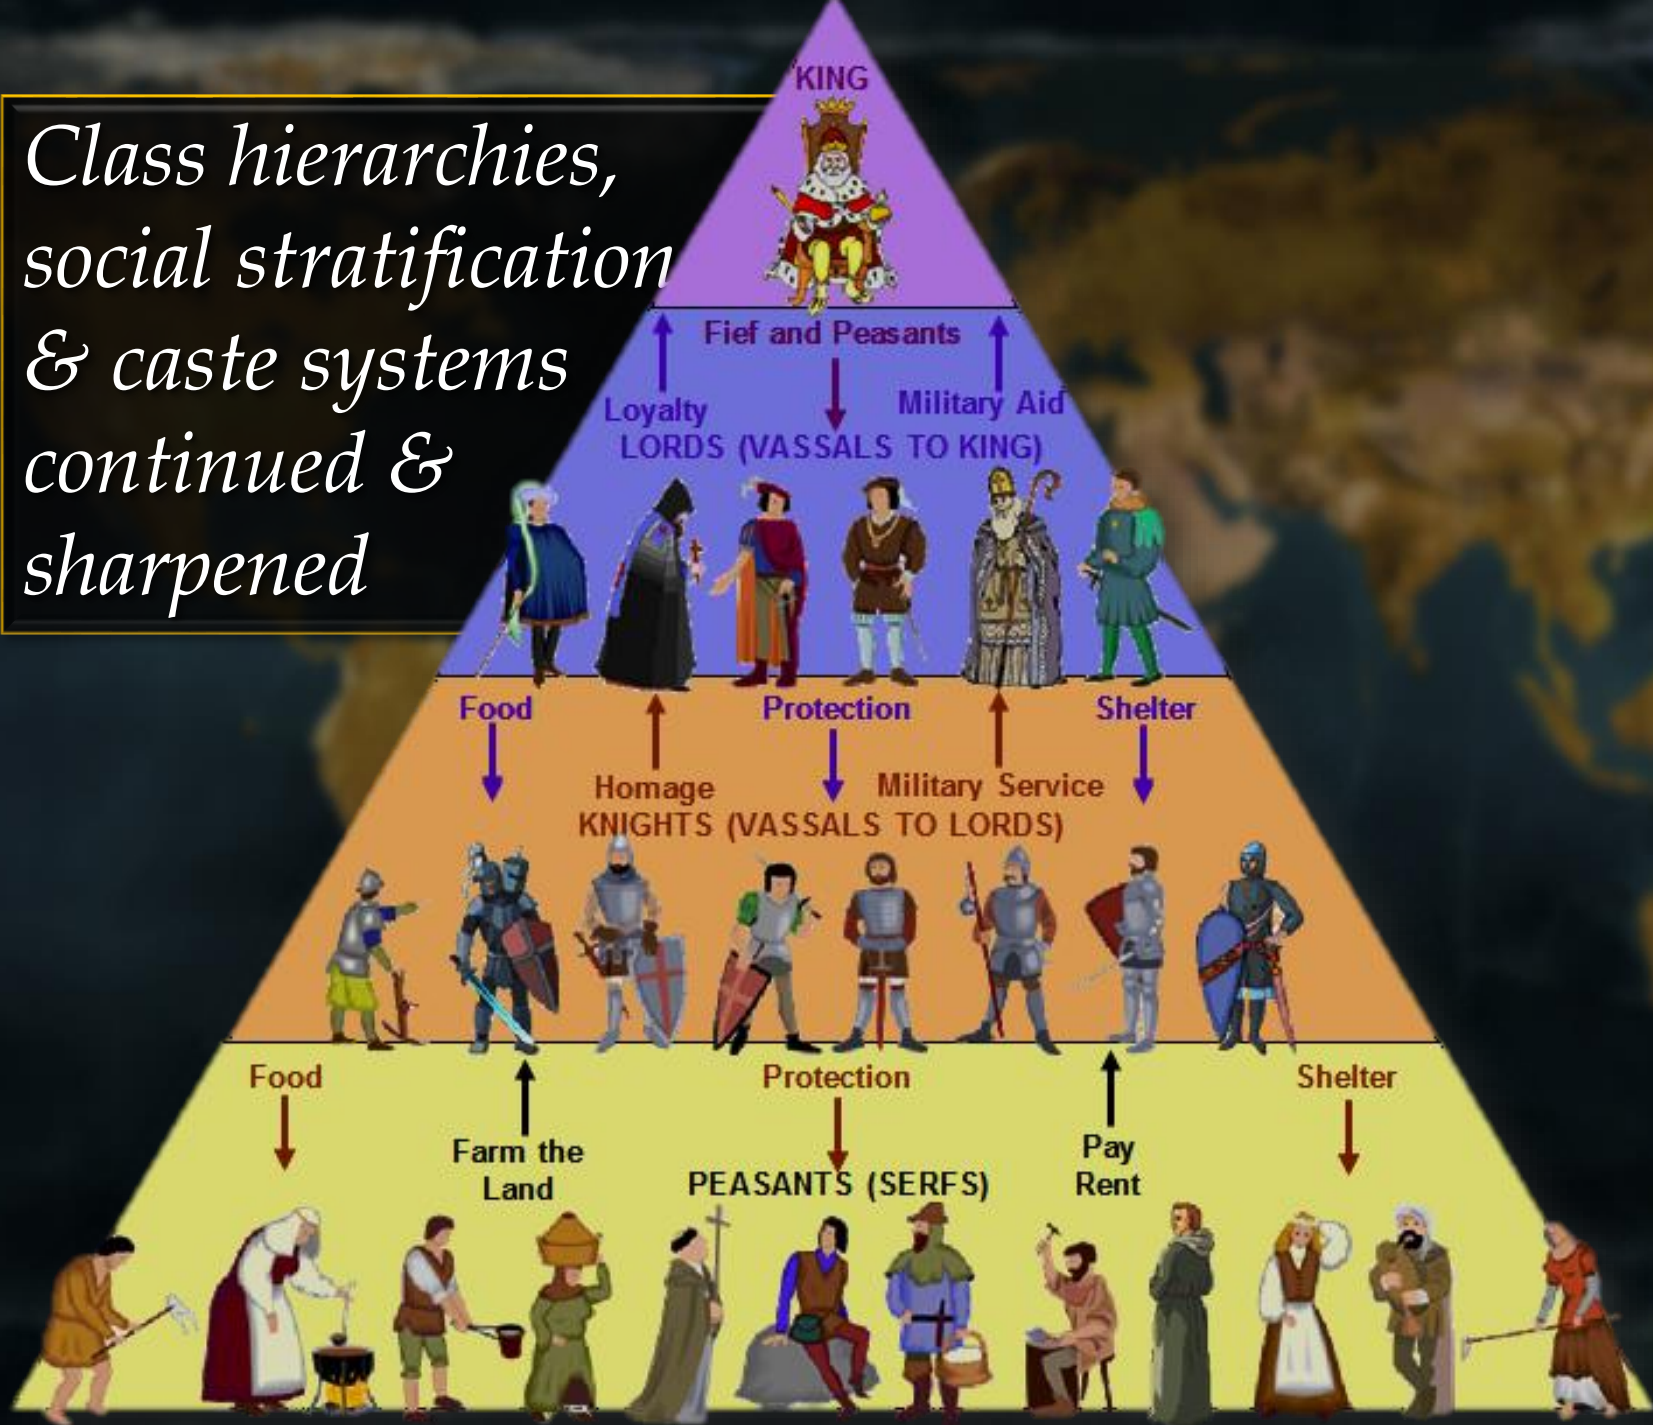 Class hierarchies,
social stratification
& caste systems
continued &
sharpened
KING
Fief and Peasants
Loyalty
Military Aid
LORDS (VASSALS TO KING)
Food
Protection
Shelter
Homage
Military Service
KNIGHTS (VASSALS TO LORDS)
Food
Protection
Shelter
Farm the
Land
Pay
Rent
PEASANTS (SERFS)